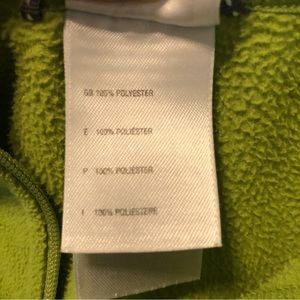 GB 100% POLYESTER
E 100% POLIÉSTER
P 100% POLIÉSTER
I 100% POLIESTERE